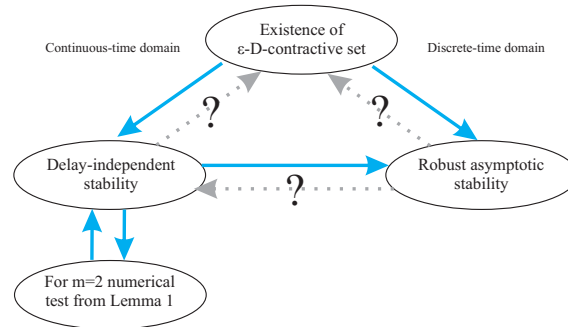 Existence of
ε-D-contractive set
Continuous-time domain
Discrete-time domain
?
?
Delay-independent
stability
Robust asymptotic
stability
?
For m=2 numerical
test from Lemma 1